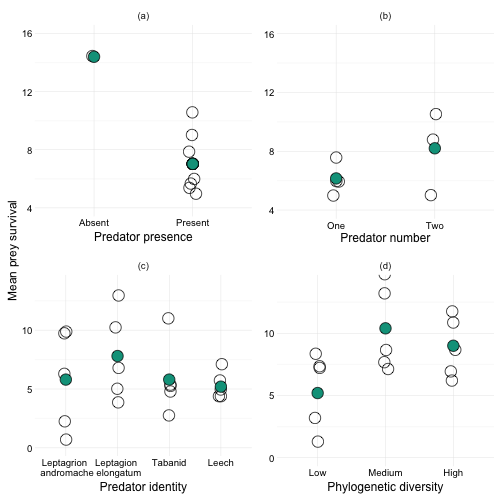 (a)
(b)
16
12
8
4
Absent
Present
Predator presence
16
12
8
4
One
Two
Predator number
Mean prey survival
(c)
(d)
10
5
0
Leptagrion
andromache
Leptagion
elongatum
Tabanid
Leech
Predator identity
10
5
0
Low
Medium
High
Phylogenetic diversity